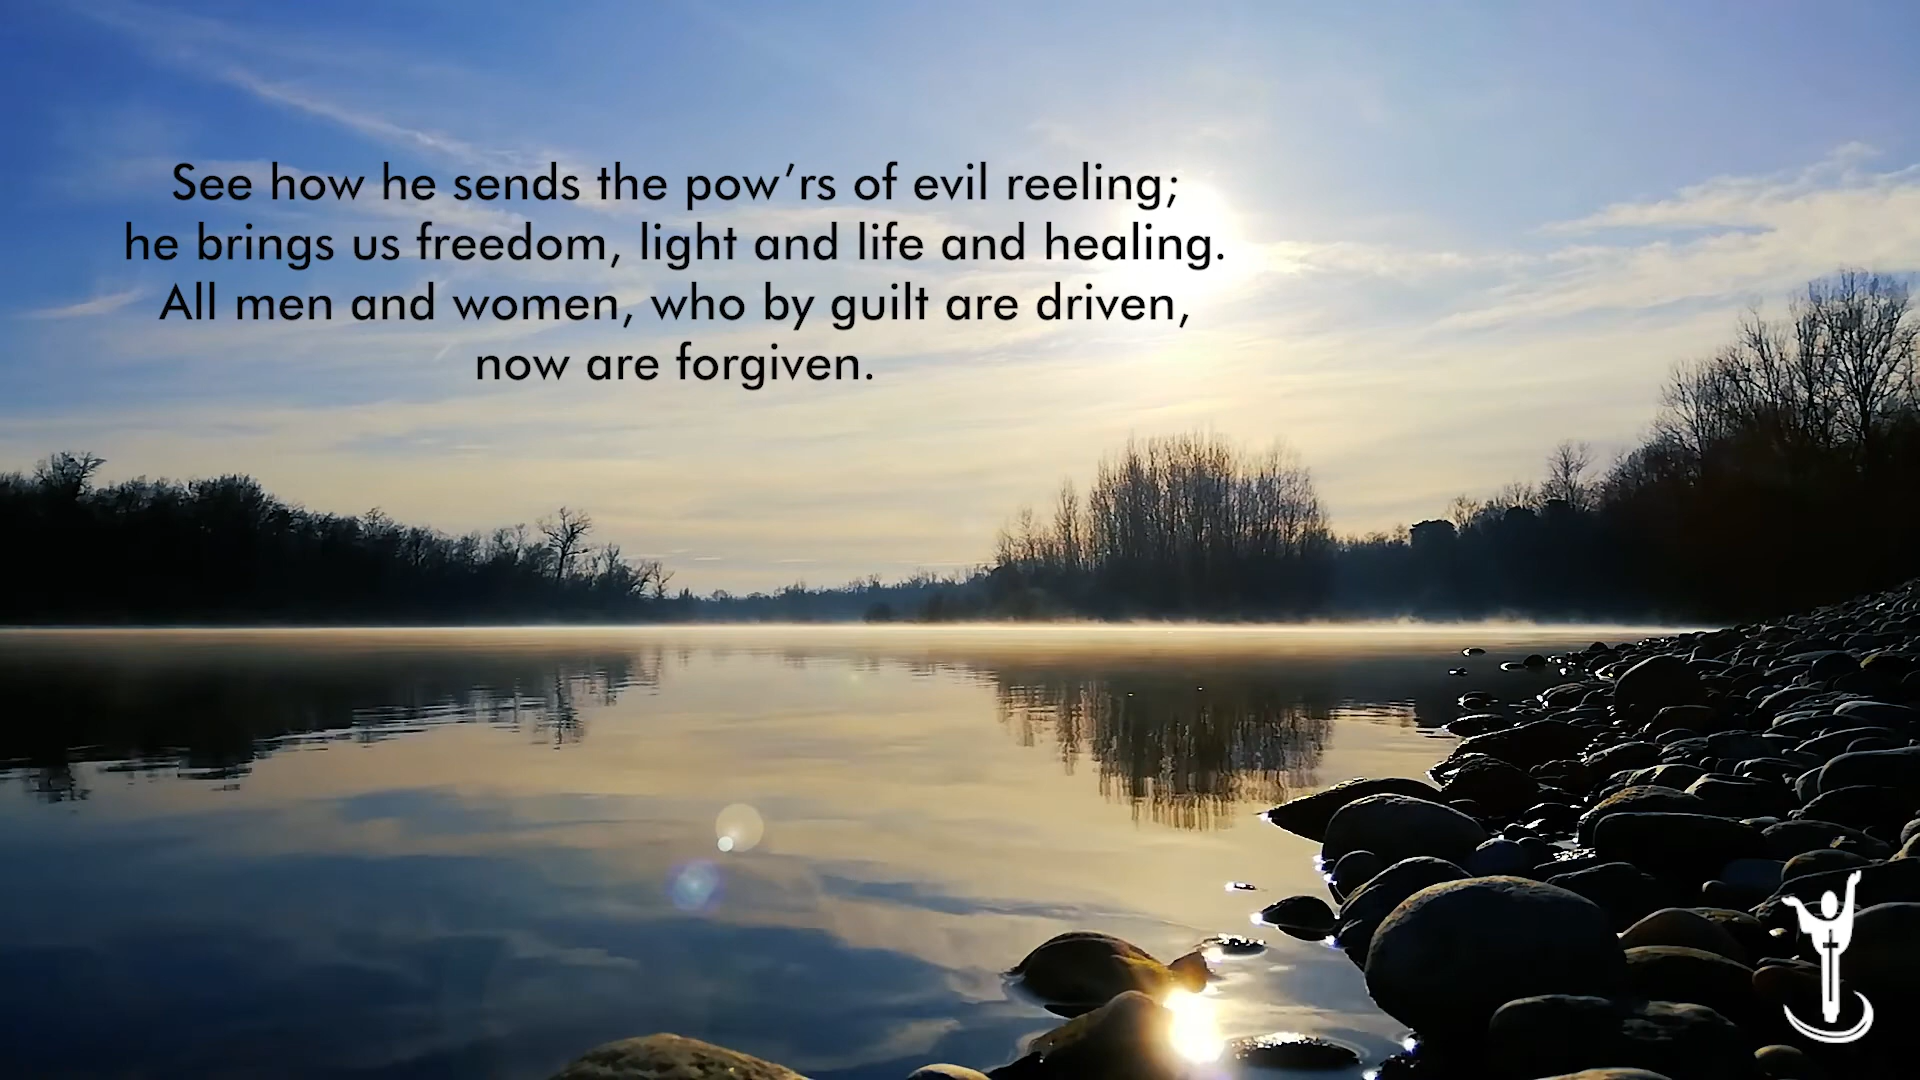 See how he sends the pow’rs of evil reeling;
he brings us freedom, light and life and healing.
All men and women, who by guilt are driven,
now are forgiven.